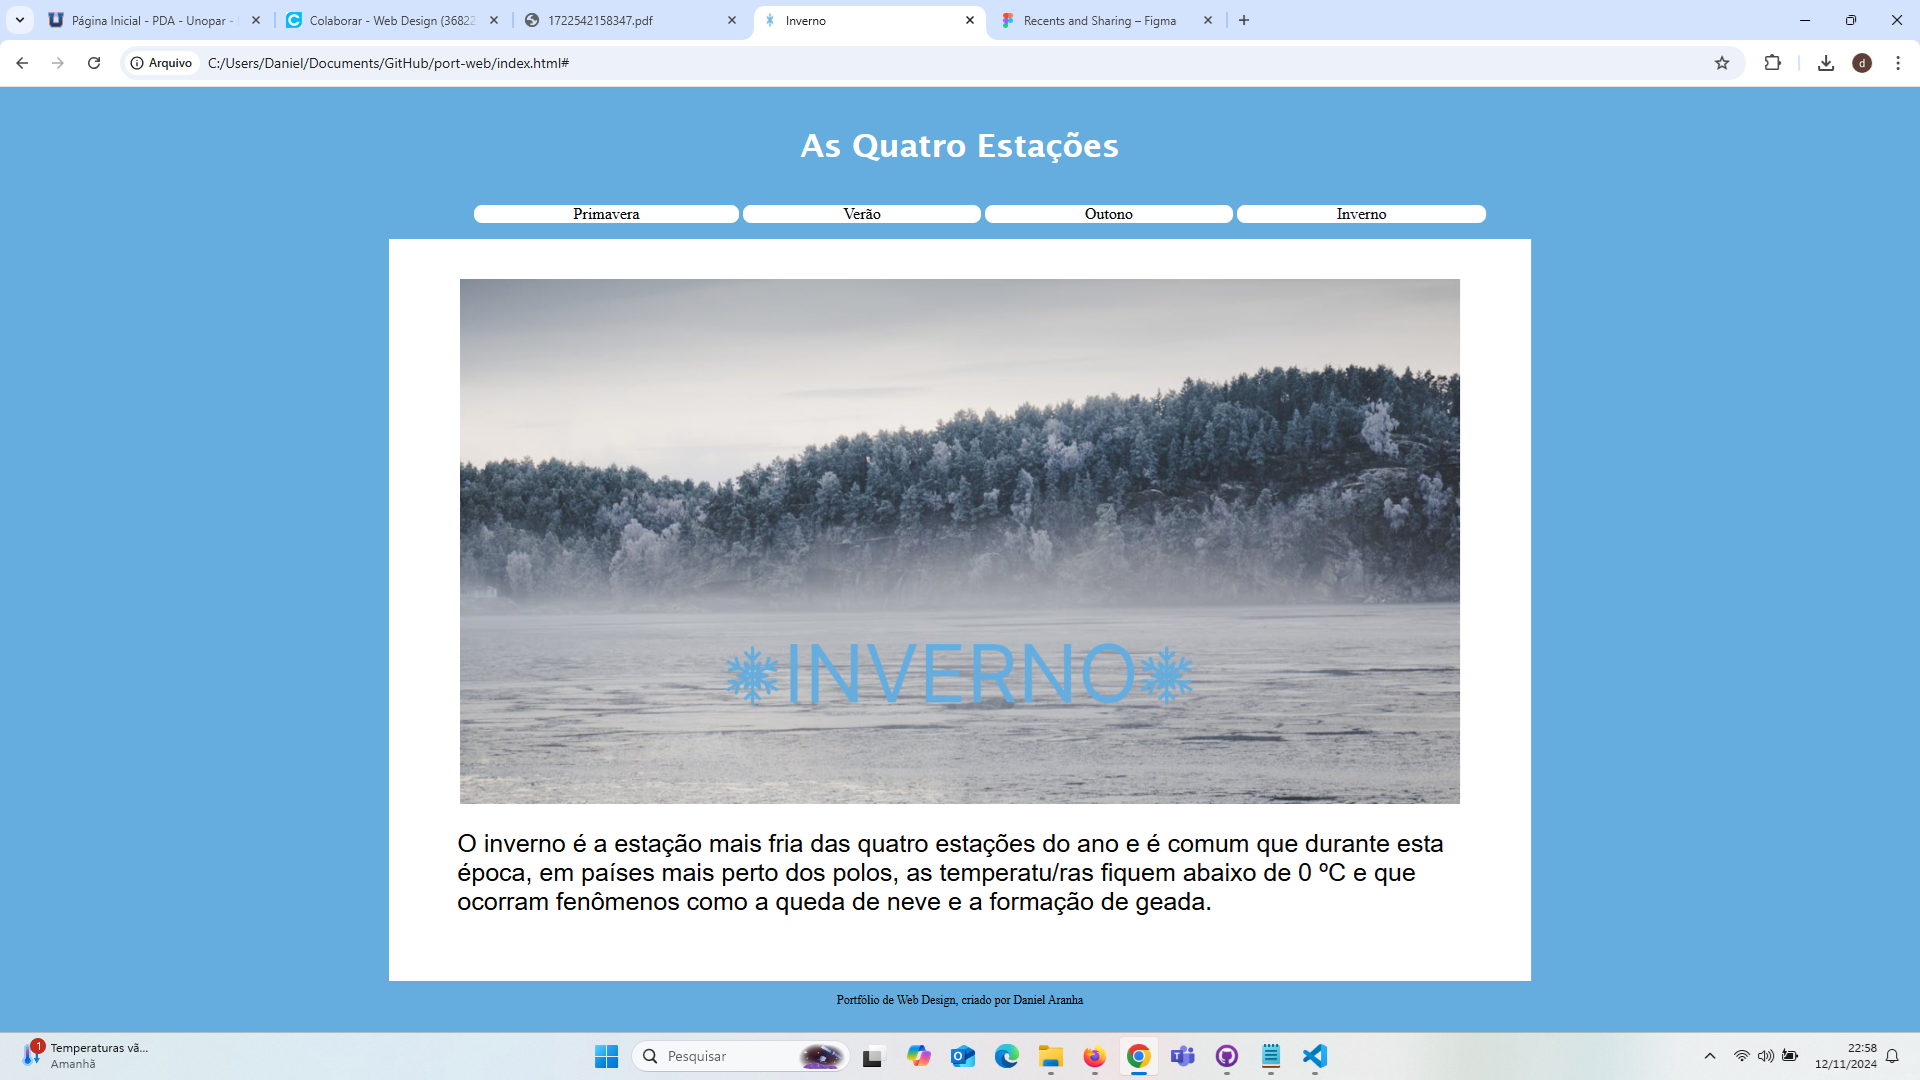 Página Inicial - PDA - Unopar -
Colaborar - Web Design (36822
1722542158347.pdf
Inverno
Recents and Sharing – Figma
Arquivo
C:/Users/Daniel/Documents/GitHub/port-web/index.html#
d
As Quatro Estações
Primavera
Verão
Outono
Inverno
INVERNO
O inverno é a estação mais fria das quatro estações do ano e é comum que durante esta
época, em países mais perto dos polos, as temperatu/ras fiquem abaixo de 0 ºC e que
ocorram fenômenos como a queda de neve e a formação de geada.
Portfólio de Web Design, criado por Daniel Aranha
1
Temperaturas vã...
Amanhã
Pesquisar
22:58
12/11/2024